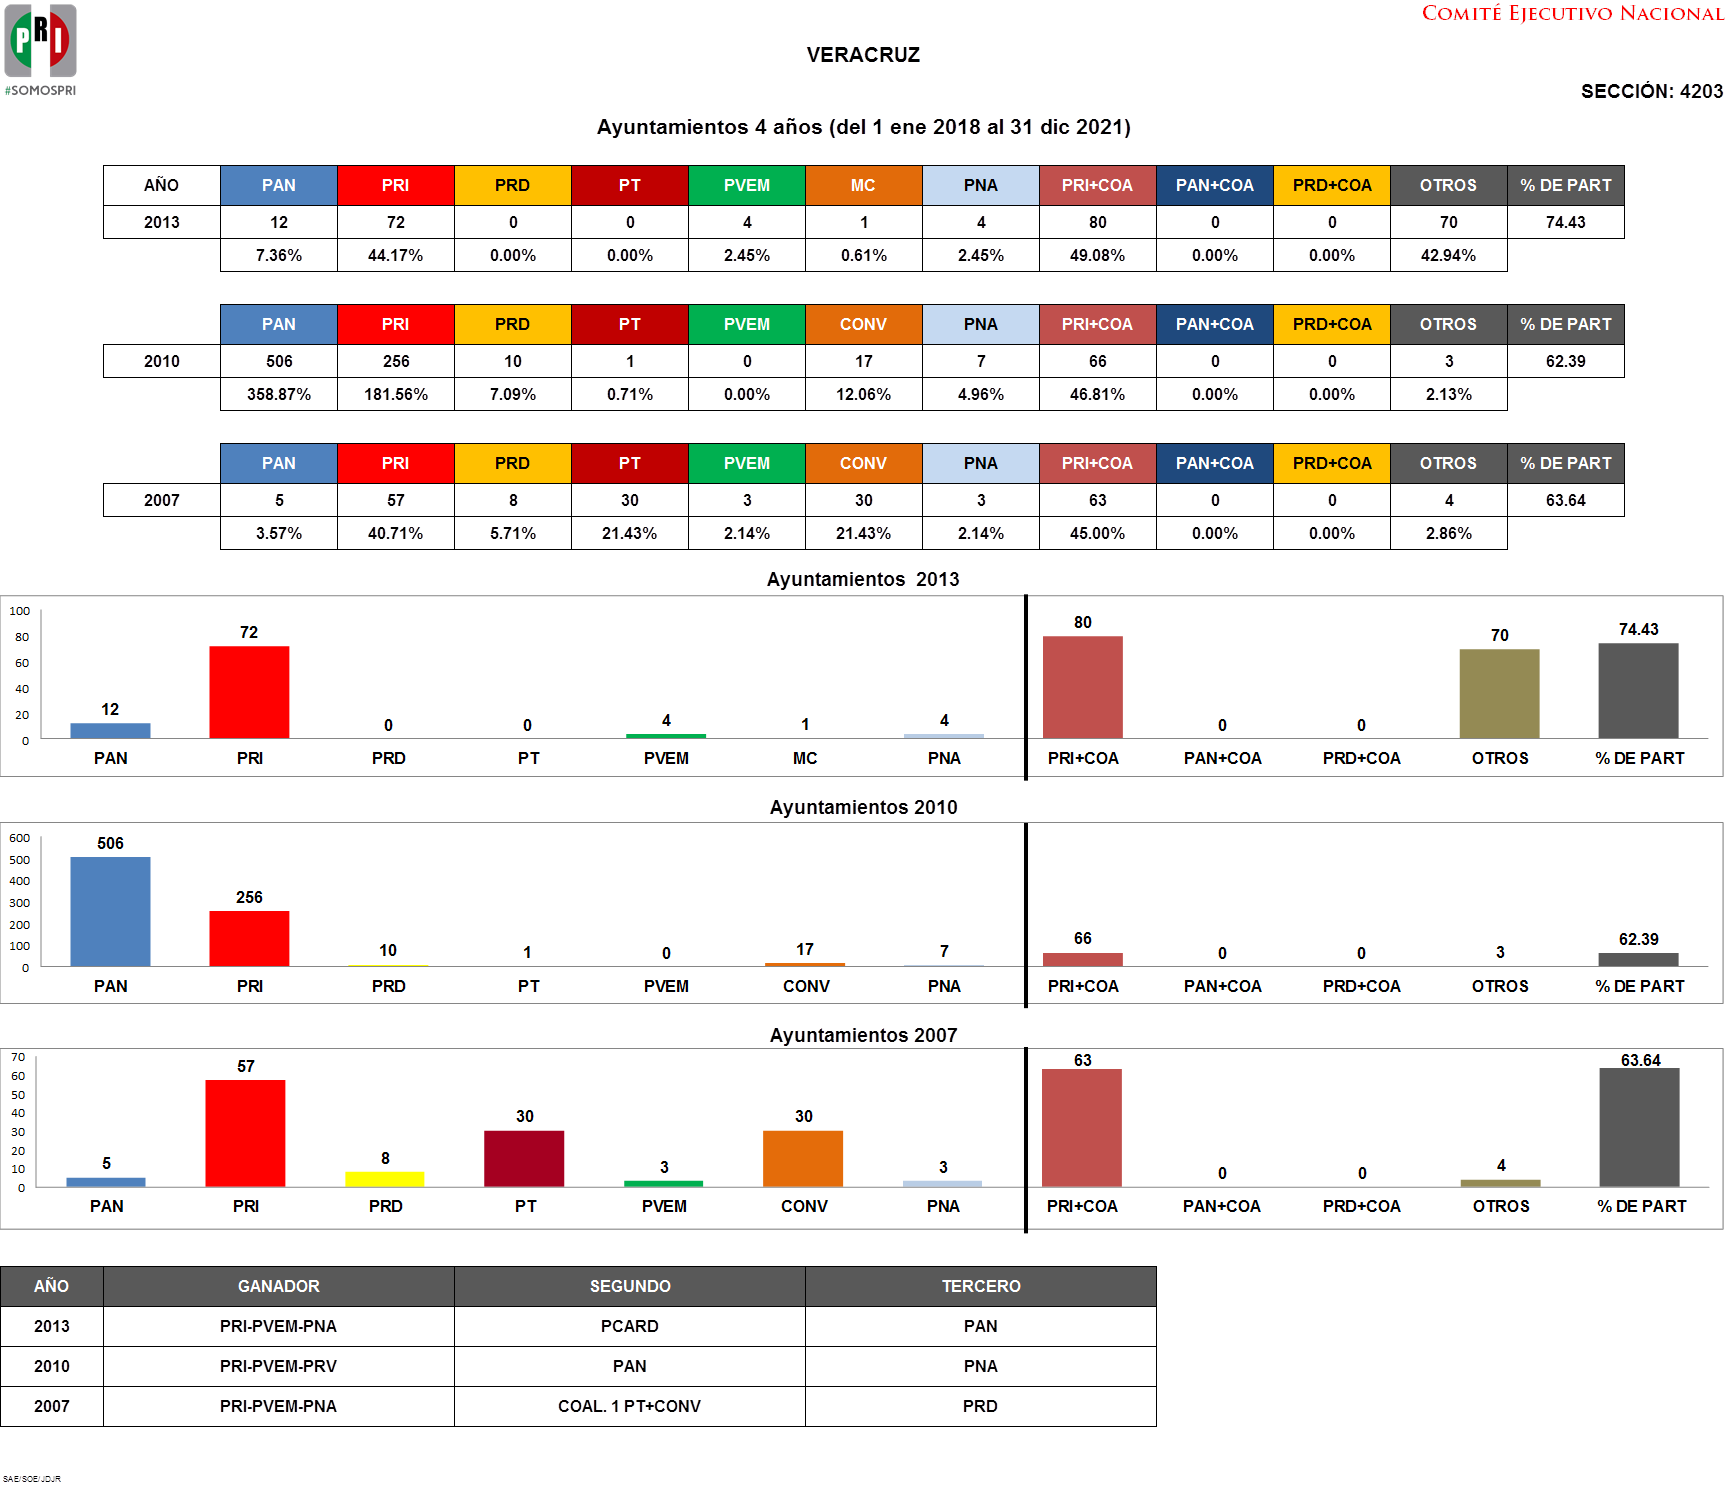 PRI
#SOMOSPRI
COMITÉ EJECUTIVO NACIONAL
VERACRUZ
SECCIÓN: 4203
Ayuntamientos 4 años (del 1 ene 2018 al 31 dic 2021)
AÑO PAN PRI PRD PT PVEM MC PNA PRI+COA PAN+COA PRD+COA OTROS % DE PART
2013 12 72 0 0 4 1 4 80 0 0 70 74.43
7.36% 44.17% 0.00% 0.00% 2.45% 0.61% 2.45% 49.08% 0.00% 0.00% 42.94%
PAN PRI PRD PT PVEM CONV PNA PRI+COA PAN+COA PRD+COA OTROS % DE PART
2010 506 256 10 1 0 17 7 66 0 0 3 62.39
358.87% 181.56% 7.09% 0.71% 0.00% 12.06% 4.96% 46.81% 0.00% 0.00% 2.13%
PAN PRI PRD PT PVEM CONV PNA PRI+COA PAN+COA PRD+COA OTROS % DE PART
2007 5 57 8 30 3 30 3 63 0 0 4 63.64
3.57% 40.71% 5.71% 21.43% 2.14% 21.43% 2.14% 45.00% 0.00% 0.00% 2.86%
Ayuntamientos 2013
100
80
60
40
20
0
12 72 0 0 4 1 4 80 0 0 70 74.43
PAN PRI PRD PT PVEM MC PNA PRI+COA PAN+COA PRD+COA OTROS % DE PART
Ayuntamientos 2010
600
500
400
300
200
100
0
506 256 10 1 0 17 7 66 0 0 3 62.39
PAN PRI PRD PT PVEM CONV PNA PRI+COA PAN+COA PRD+COA OTROS % DE PART
Ayuntamientos 2007
70
60
50
40
30
20
10
0
5 57 8 30 3 30 3 63 0 0 4 63.64
PAN PRI PRD PT PVEM CONV PNA PRI+COA PAN+COA PRD+COA OTROS % DE PART
AÑO GANADOR SEGUNDO TERCERO
2013 PRI-PVEM-PNA PCARD PAN
2010 PRI-PVEM-PRV PAN PNA
2007 PRI-PVEM-PNA COAL. 1 PT+CONV PRD
SAE/SOE/JDJR